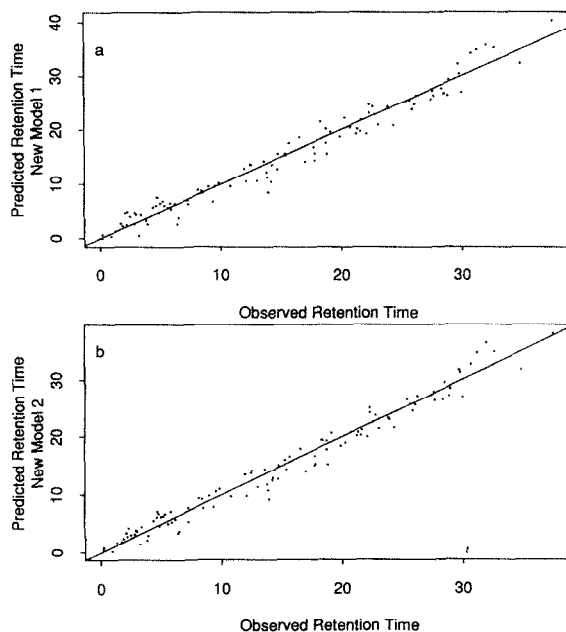 a
Predicted Retention Time
New Model 1
40
30
20
10
0
0 10 20 30
Observed Retention Time
b
Predicted Retention Time
New Model 2
30
20
10
0
0 10 20 30
Observed Retention Time